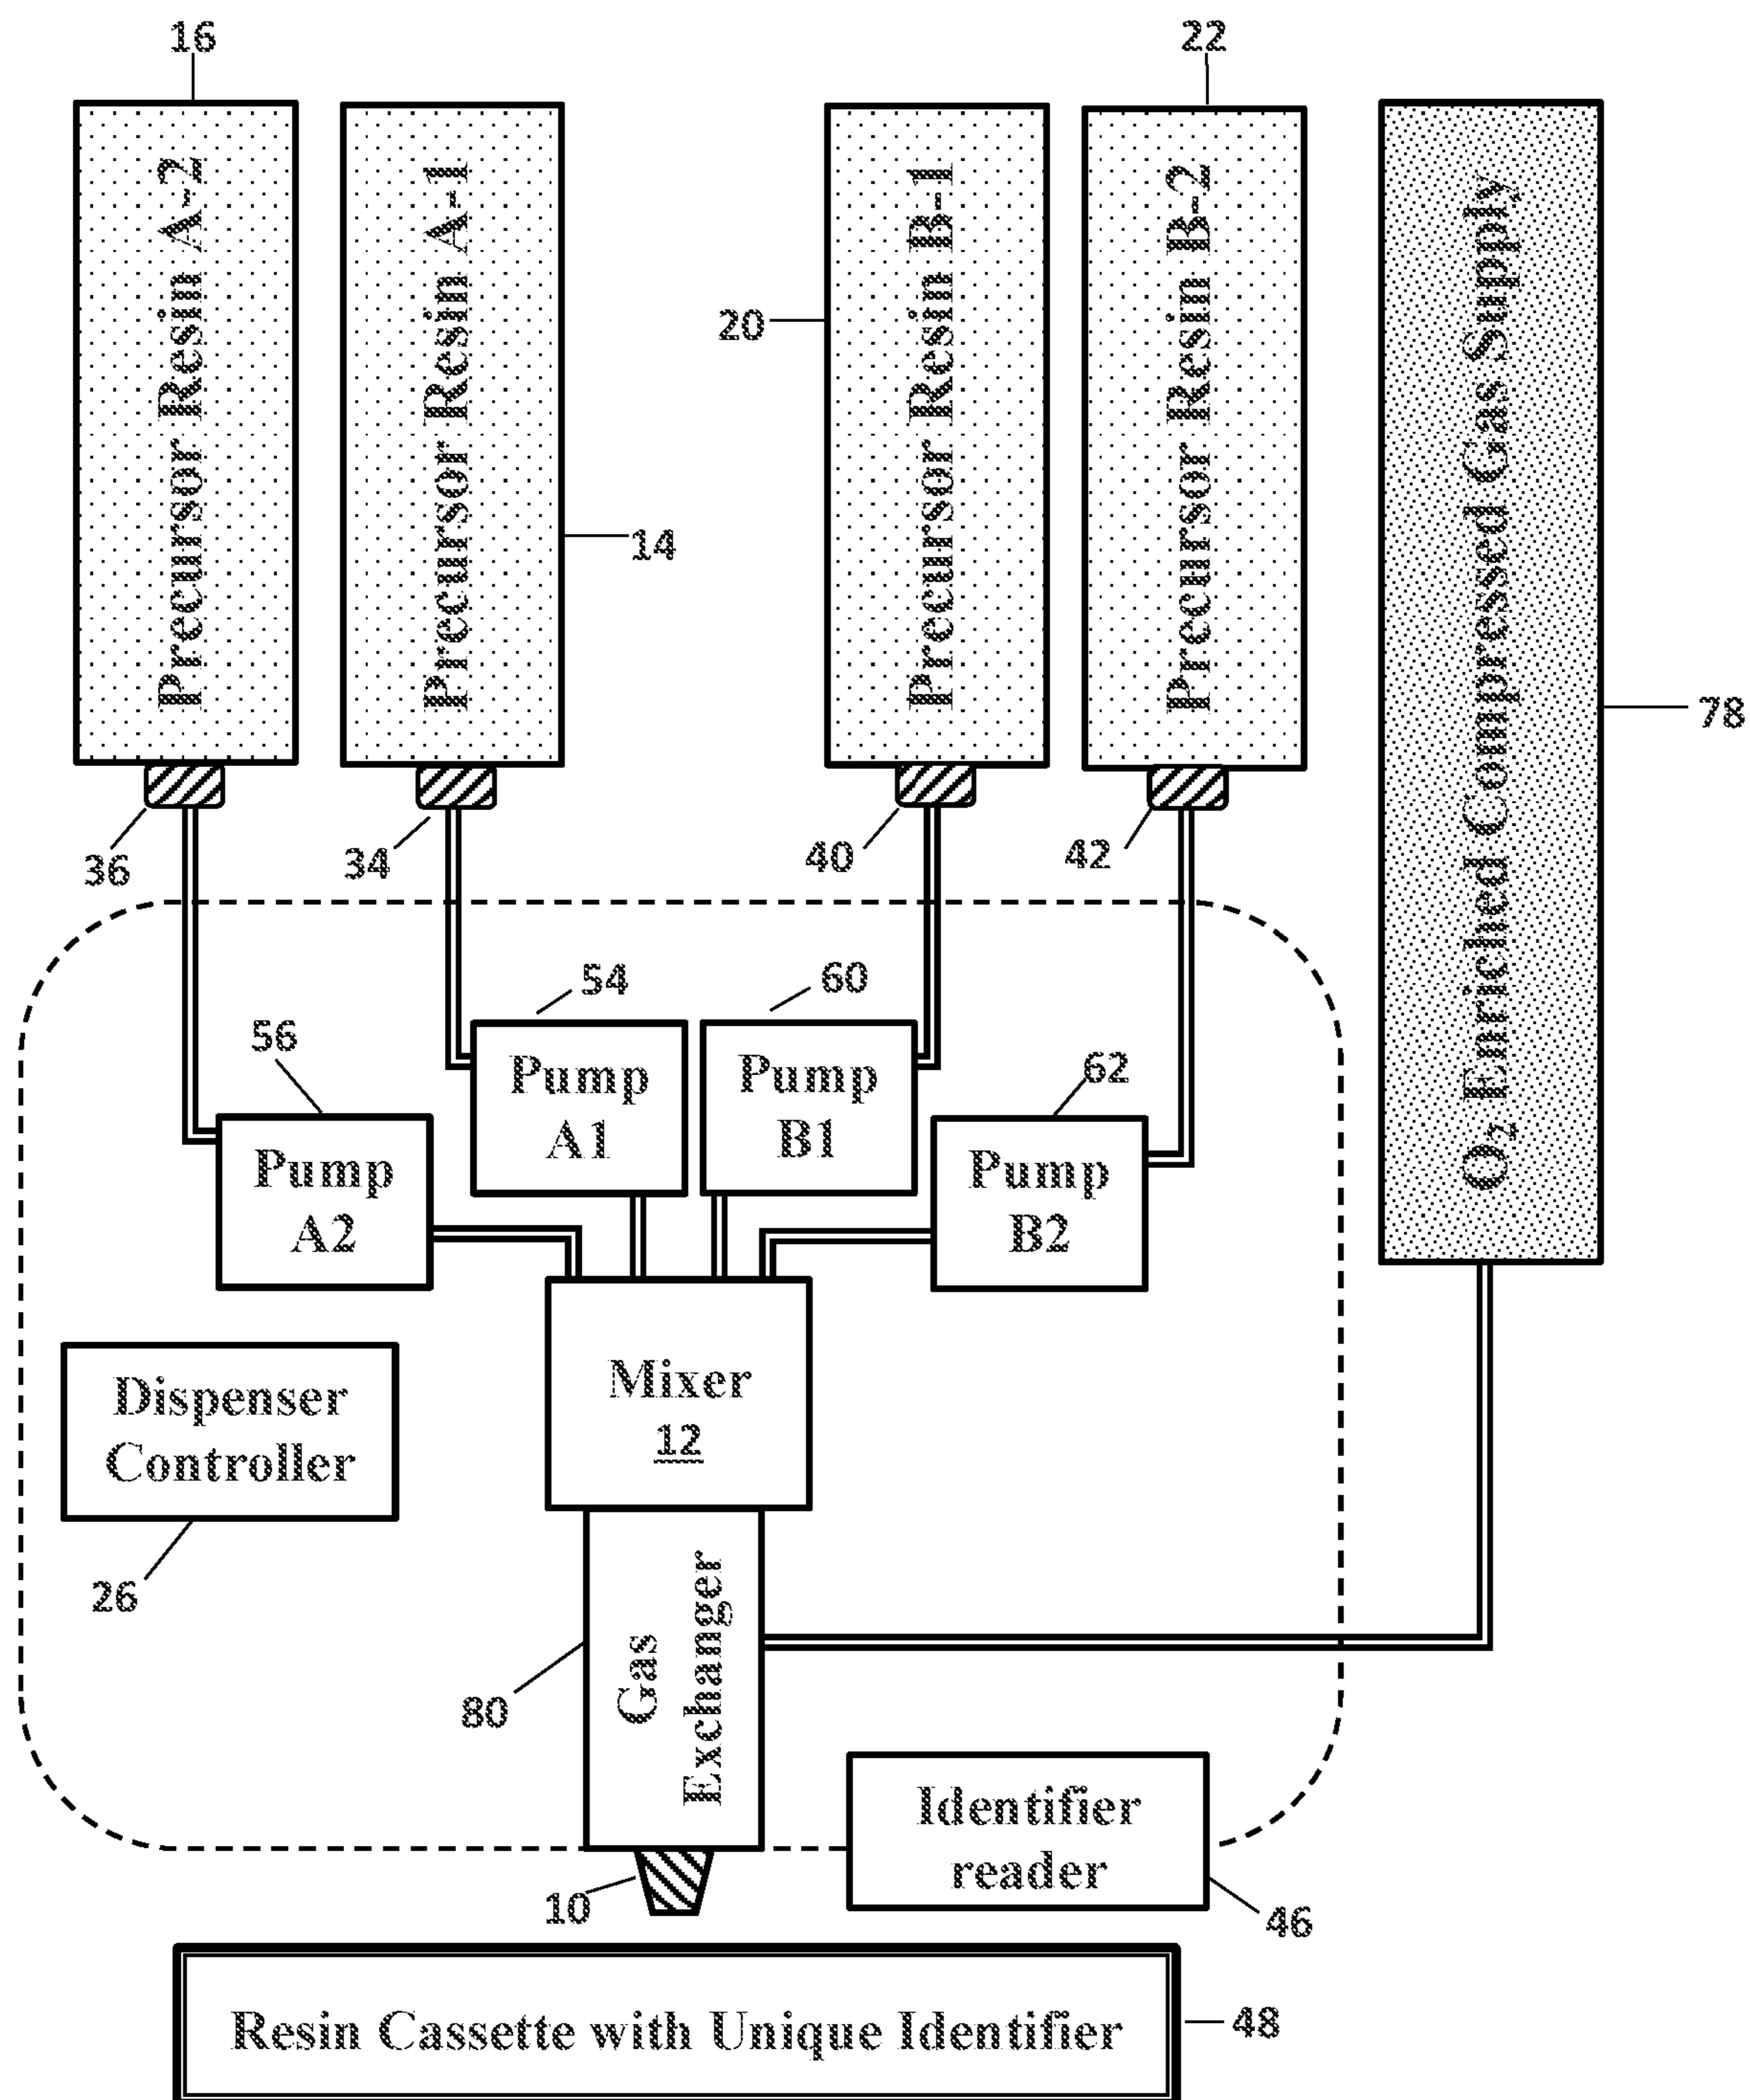 16
22
Precursor Resin A-2
Precursor Resin A-1
Precursor Resin B-1
Precursor Resin B-2
O2 Enriched Compressed Gas Supply
20
14
78
36
34
40
42
54
60
56
62
Pump
A1
Pump
B1
Pump
A2
Pump
B2
Mixer
12
Dispenser
Controller
26
Gas
Exchanger
80
Identifier
reader
10
46
Resin Cassette with Unique Identifier
48